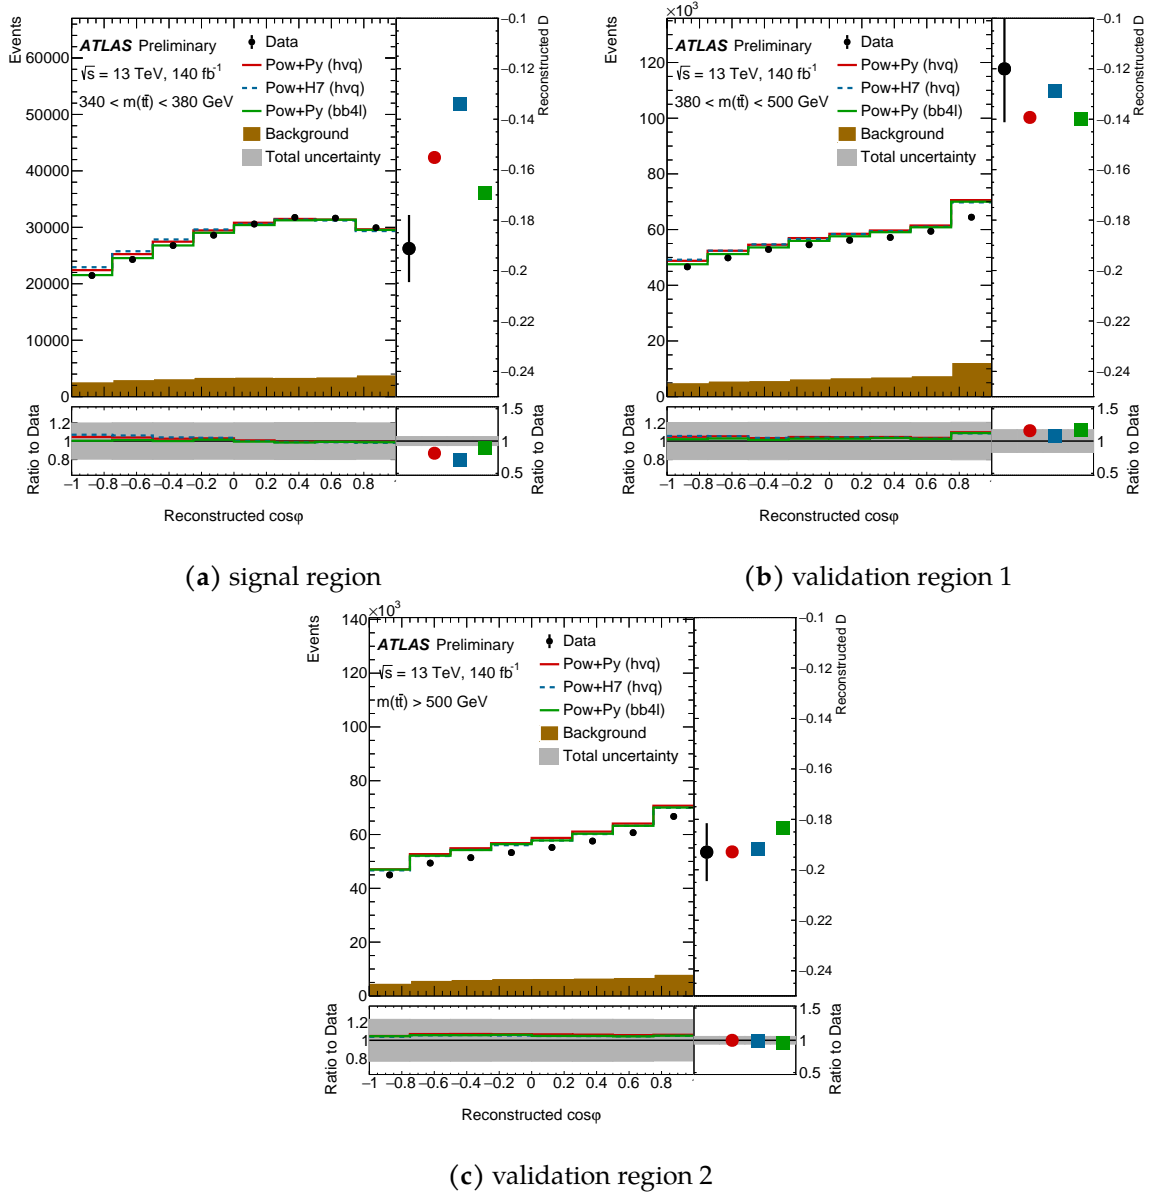 Events
60000
50000
40000
30000
20000
10000
0
ATLAS Preliminary
√s = 13 TeV, 140 fb⁻¹
340 < m(tt̄) < 380 GeV
Data
Pow+Py (hvq)
Pow+H7 (hvq)
Pow+Py (bb4l)
Background
Total uncertainty
−0.1
−0.12
−0.14
−0.16
−0.18
−0.2
−0.22
−0.24
Reconstructed D
Ratio to Data
1.2
1
0.8
−1 −0.8 −0.6 −0.4 −0.2 0 0.2 0.4 0.6 0.8
Reconstructed cosφ
1.5
1
0.5
Ratio to Data
(a) signal region
×10³
Events
120
100
80
60
40
20
0
ATLAS Preliminary
√s = 13 TeV, 140 fb⁻¹
380 < m(tt̄) < 500 GeV
Data
Pow+Py (hvq)
Pow+H7 (hvq)
Pow+Py (bb4l)
Background
Total uncertainty
−0.1
−0.12
−0.14
−0.16
−0.18
−0.2
−0.22
−0.24
Reconstructed D
Ratio to Data
1.2
1
0.8
−1 −0.8 −0.6 −0.4 −0.2 0 0.2 0.4 0.6 0.8
Reconstructed cosφ
1.5
1
0.5
Ratio to Data
(b) validation region 1
×10³
Events
140
120
100
80
60
40
20
0
ATLAS Preliminary
√s = 13 TeV, 140 fb⁻¹
m(tt̄) > 500 GeV
Data
Pow+Py (hvq)
Pow+H7 (hvq)
Pow+Py (bb4l)
Background
Total uncertainty
−0.1
−0.12
−0.14
−0.16
−0.18
−0.2
−0.22
−0.24
Reconstructed D
Ratio to Data
1.2
1
0.8
−1 −0.8 −0.6 −0.4 −0.2 0 0.2 0.4 0.6 0.8
Reconstructed cosφ
1.5
1
0.5
Ratio to Data
(c) validation region 2